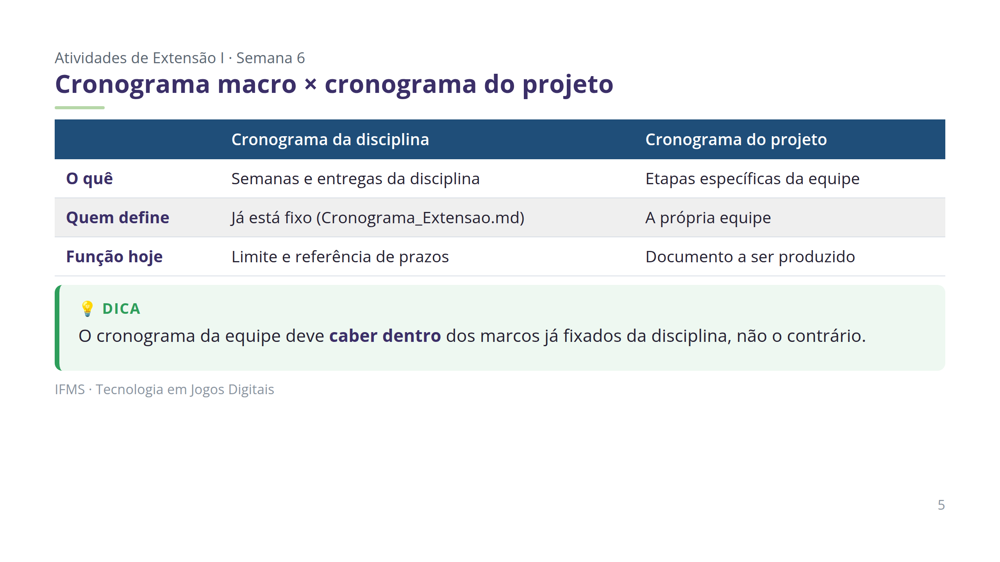 Atividades de Extensão I · Semana 6
Cronograma macro × cronograma do projeto
Cronograma da disciplina Cronograma do projeto
O quê Semanas e entregas da disciplina Etapas específicas da equipe
Quem define Já está fixo (Cronograma_Extensao.md) A própria equipe
Função hoje Limite e referência de prazos Documento a ser produzido
💡 DICA
O cronograma da equipe deve caber dentro dos marcos já fixados da disciplina, não o contrário.
IFMS · Tecnologia em Jogos Digitais
5